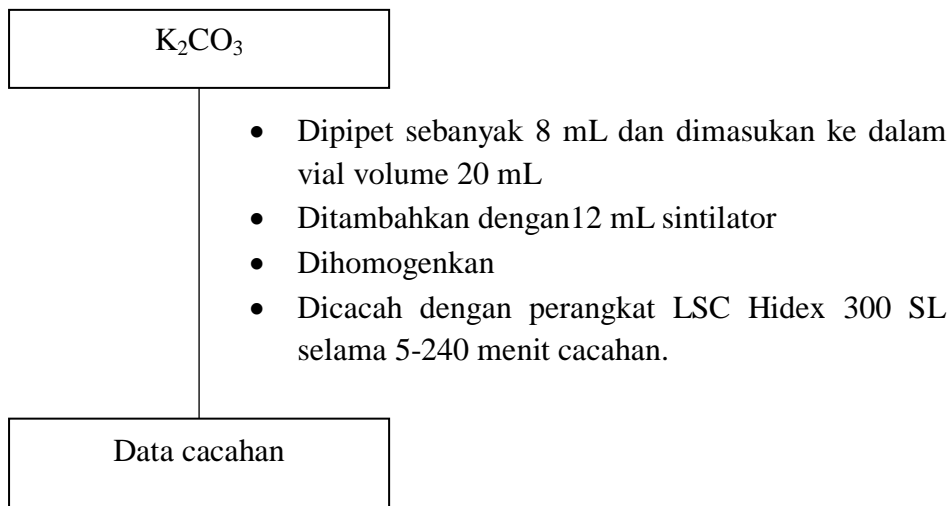 K₂CO₃
• Dipipet sebanyak 8 mL dan dimasukan ke dalam
vial volume 20 mL
• Ditambahkan dengan12 mL sintilator
• Dihomogenkan
• Dicacah dengan perangkat LSC Hidex 300 SL
selama 5-240 menit cacahan.
Data cacahan